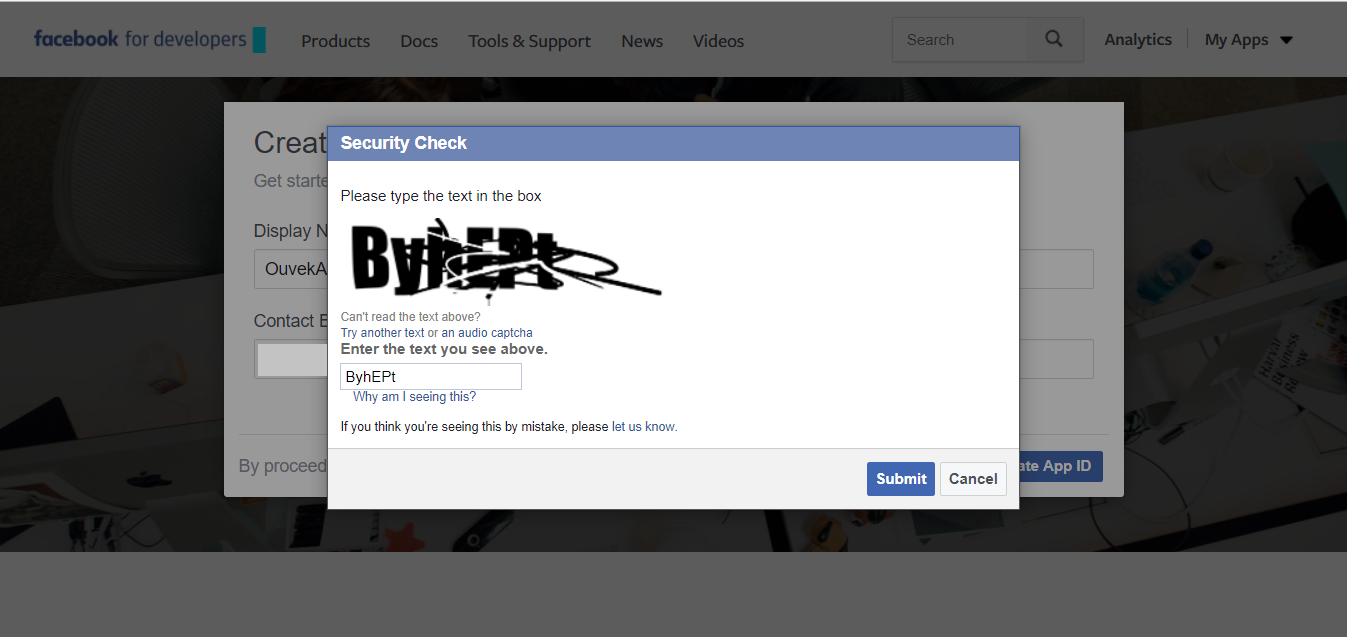 facebook for developers
Products
Docs
Tools & Support
News
Videos
Search
Analytics
My Apps
Creat
Get starte
Display N
OuvekA
Contact E
By proceed
ate App ID
Security Check
Please type the text in the box
ByhEPt
Can't read the text above?
Try another text or an audio captcha
Enter the text you see above.
ByhEPt
Why am I seeing this?
If you think you're seeing this by mistake, please let us know.
Submit
Cancel